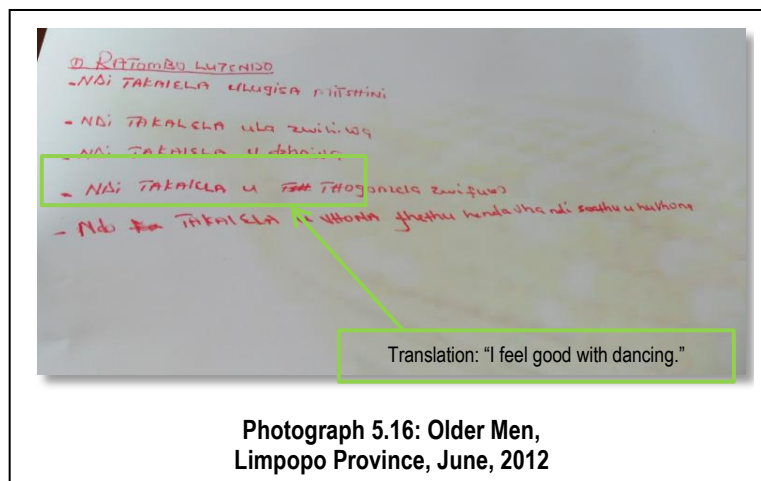 1) RATOMBO LUTENDO
- NDI TAKALELA ulugisa mitshini
- NDI TAKALELA ula zwiliwa
- NDI TAKALELA U
- NDI TAKALELA u THOgomela zwifuwo
- Ndo TAKALELA u VHONA
Translation: “I feel good with dancing.”
Photograph 5.16: Older Men,
Limpopo Province, June, 2012